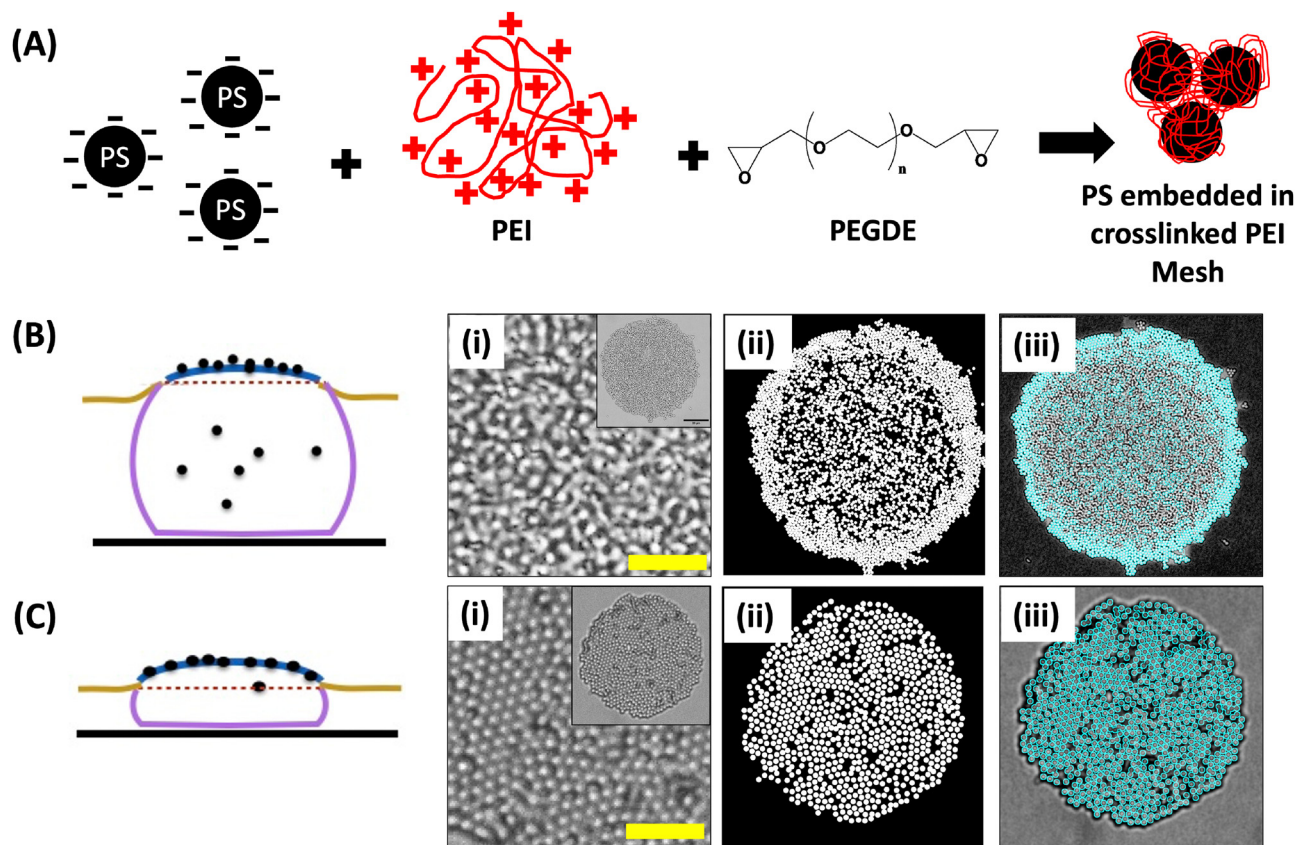 (A)
PS
PS
PS
PEI
O
O
O
O
n
PEGDE
PS embedded in
crosslinked PEI
Mesh
(B)
(i)
(ii)
(iii)
(C)
(i)
(ii)
(iii)